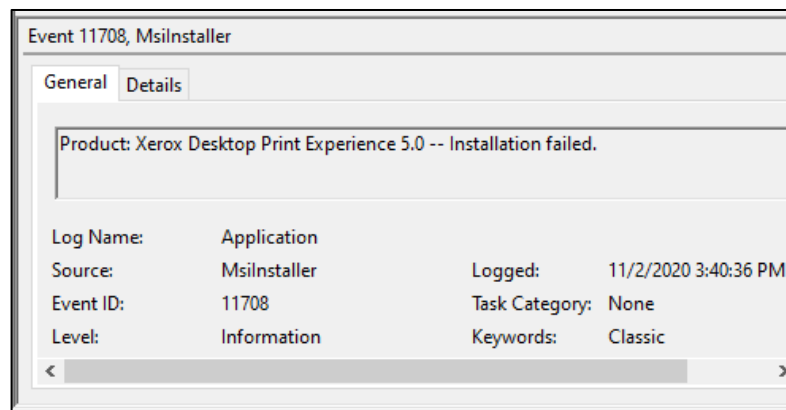 Event 11708, MsiInstaller
General Details
Product: Xerox Desktop Print Experience 5.0 -- Installation failed.
Log Name: Application
Source: MsiInstaller Logged: 11/2/2020 3:40:36 PM
Event ID: 11708 Task Category: None
Level: Information Keywords: Classic